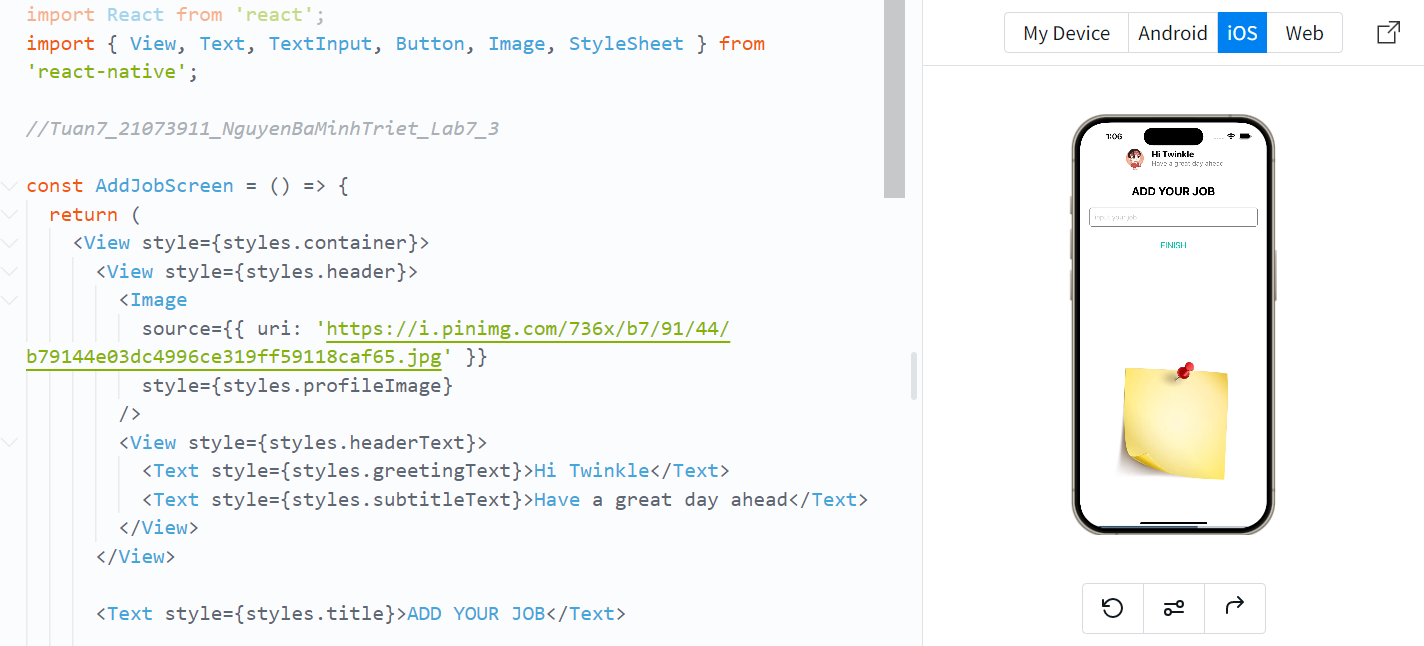 import React from 'react';
import { View, Text, TextInput, Button, Image, StyleSheet } from
'react-native';
//Tuan7_21073911_NguyenBaMinhTriet_Lab7_3
const AddJobScreen = () => {
return (
<View style={styles.container}>
<View style={styles.header}>
<Image
source={{ uri: 'https://i.pinimg.com/736x/b7/91/44/
b79144e03dc4996ce319ff59118caf65.jpg' }}
style={styles.profileImage}
/>
<View style={styles.headerText}>
<Text style={styles.greetingText}>Hi Twinkle</Text>
<Text style={styles.subtitleText}>Have a great day ahead</Text>
</View>
</View>
<Text style={styles.title}>ADD YOUR JOB</Text>
My Device
Android
iOS
Web
1:06
Hi Twinkle
Have a great day ahead
ADD YOUR JOB
input your job
FINISH